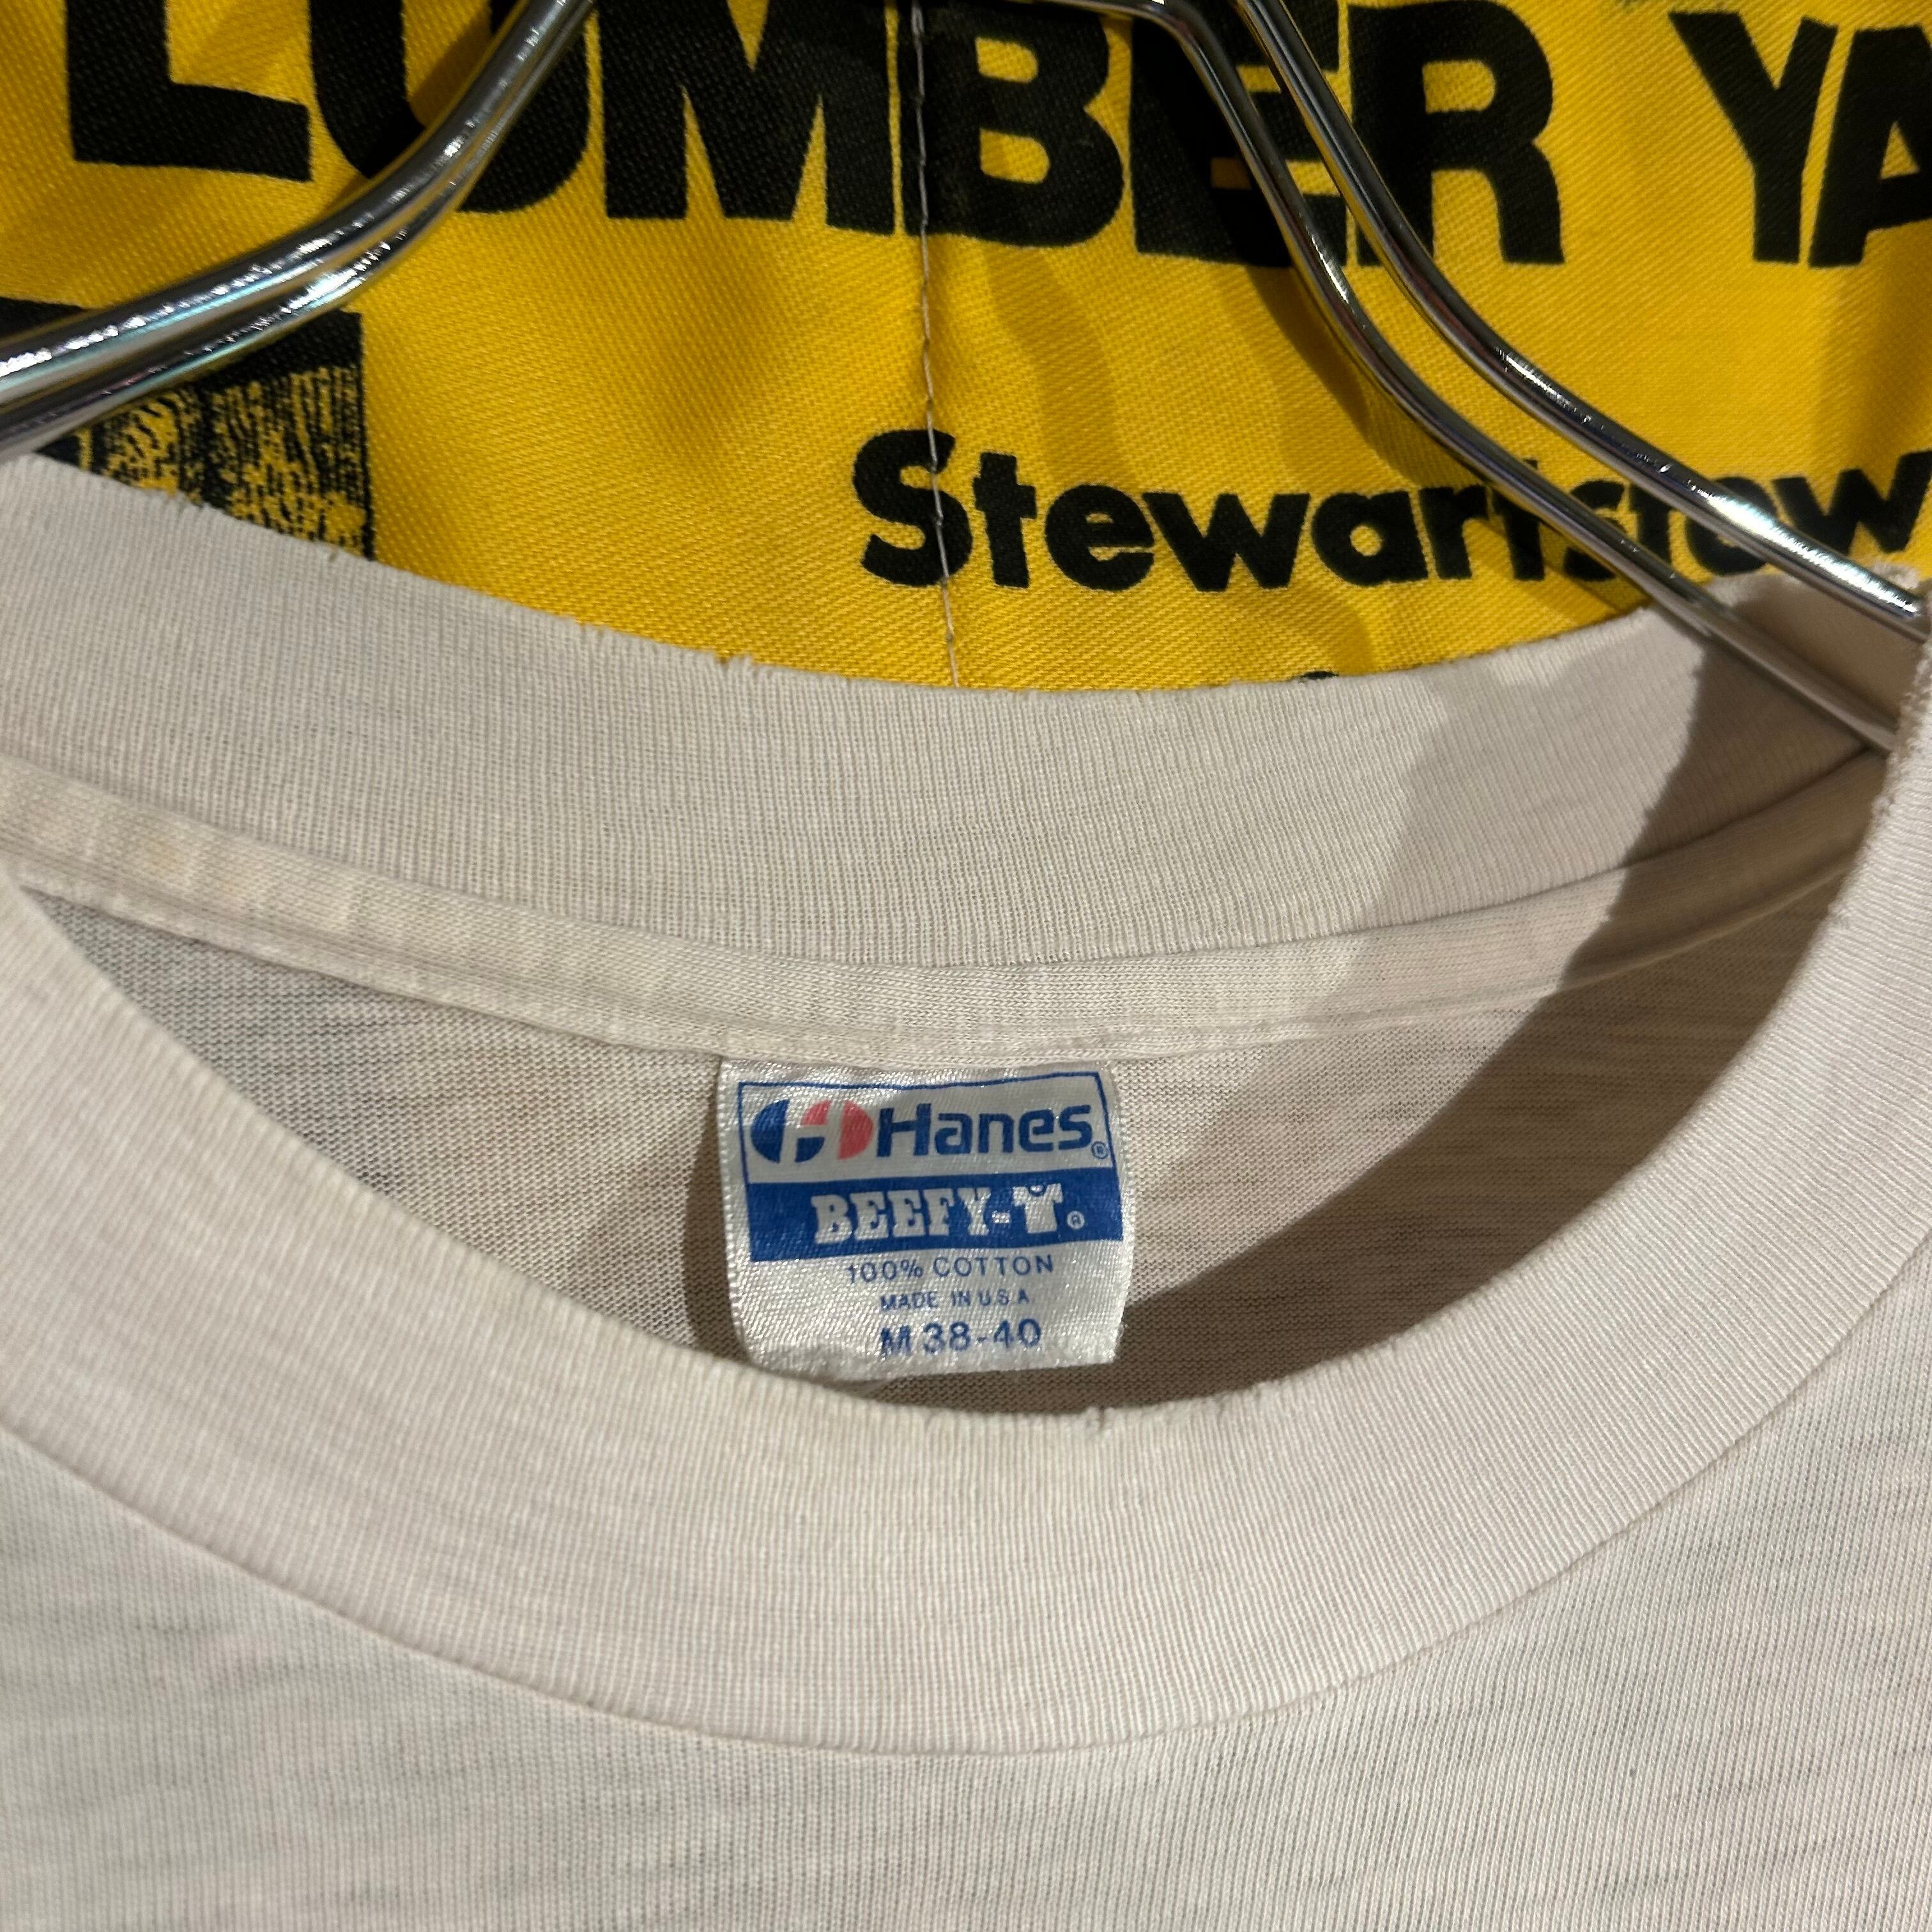 LUMBER YA
Stewartstow
Hanes®
BEEFY-T®
100% COTTON
MADE IN U.S.A
M 38-40